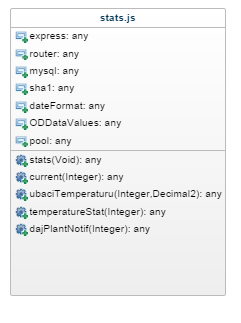 stats.js
express: any
router: any
mysql: any
sha1: any
dateFormat: any
ODDataValues: any
pool: any
stats(Void): any
current(Integer): any
ubaciTemperaturu(Integer,Decimal2): any
temperatureStat(Integer): any
dajPlantNotif(Integer): any